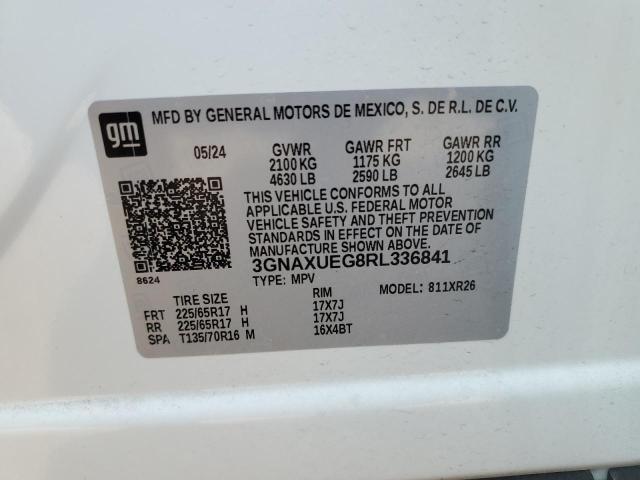 gm
MFD BY GENERAL MOTORS DE MEXICO, S. DE R.L. DE C.V.
05/24 GVWR GAWR FRT GAWR RR
2100 KG 1175 KG 1200 KG
4630 LB 2590 LB 2645 LB
THIS VEHICLE CONFORMS TO ALL
APPLICABLE U.S. FEDERAL MOTOR
VEHICLE SAFETY AND THEFT PREVENTION
STANDARDS IN EFFECT ON THE DATE OF
MANUFACTURE SHOWN ABOVE.
3GNAXUEG8RL336841
8624
TYPE: MPV MODEL: 811XR26
TIRE SIZE RIM
FRT 225/65R17 H 17X7J
RR 225/65R17 H 17X7J
SPA T135/70R16 M 16X4BT